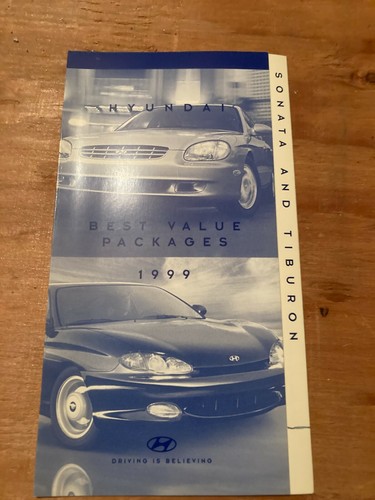 HYUNDAI
BEST VALUE
PACKAGES
1999
DRIVING IS BELIEVING
SONATA AND TIBURON